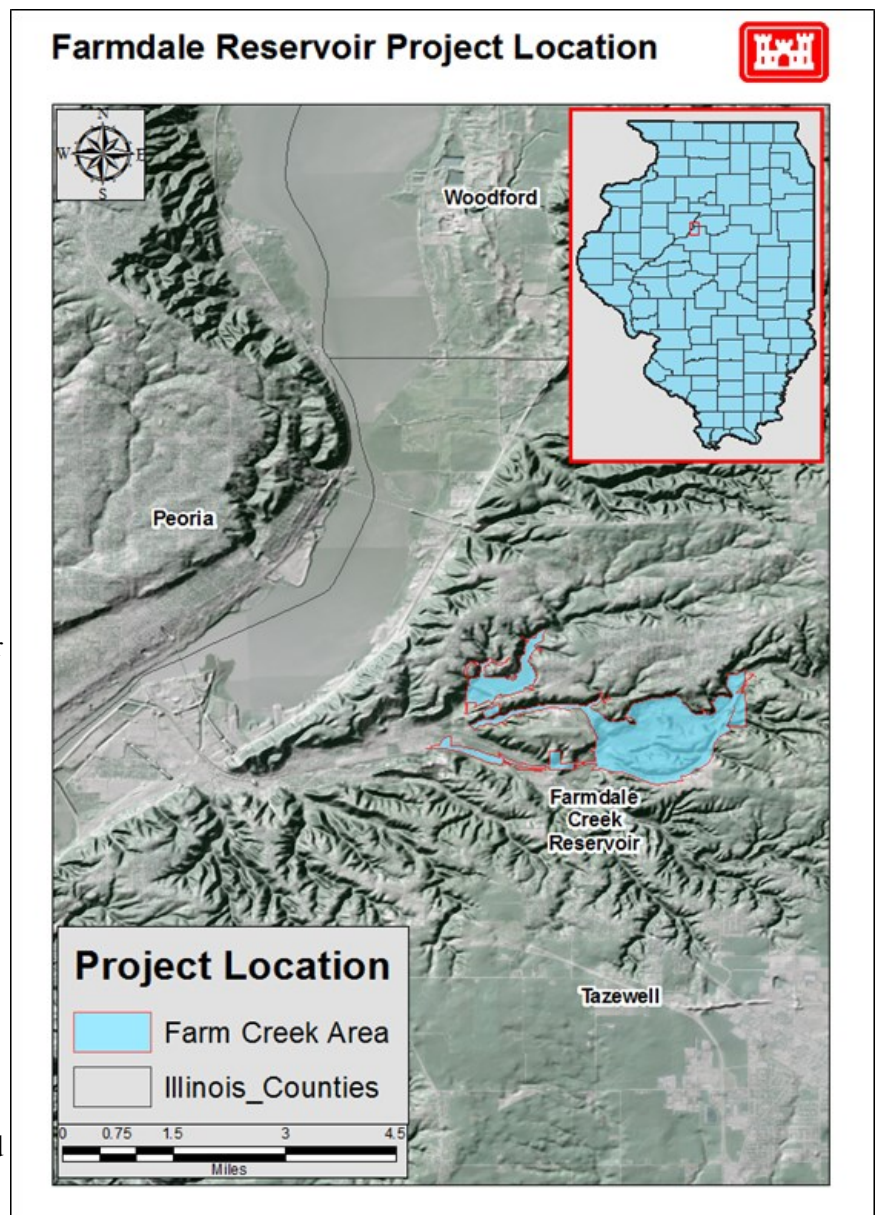 Farmdale Reservoir Project Location
N
W E
S
Woodford
Peoria
Farmdale
Creek
Reservoir
Tazewell
Project Location
Farm Creek Area
Illinois_Counties
0 0.75 1.5 3 4.5
Miles